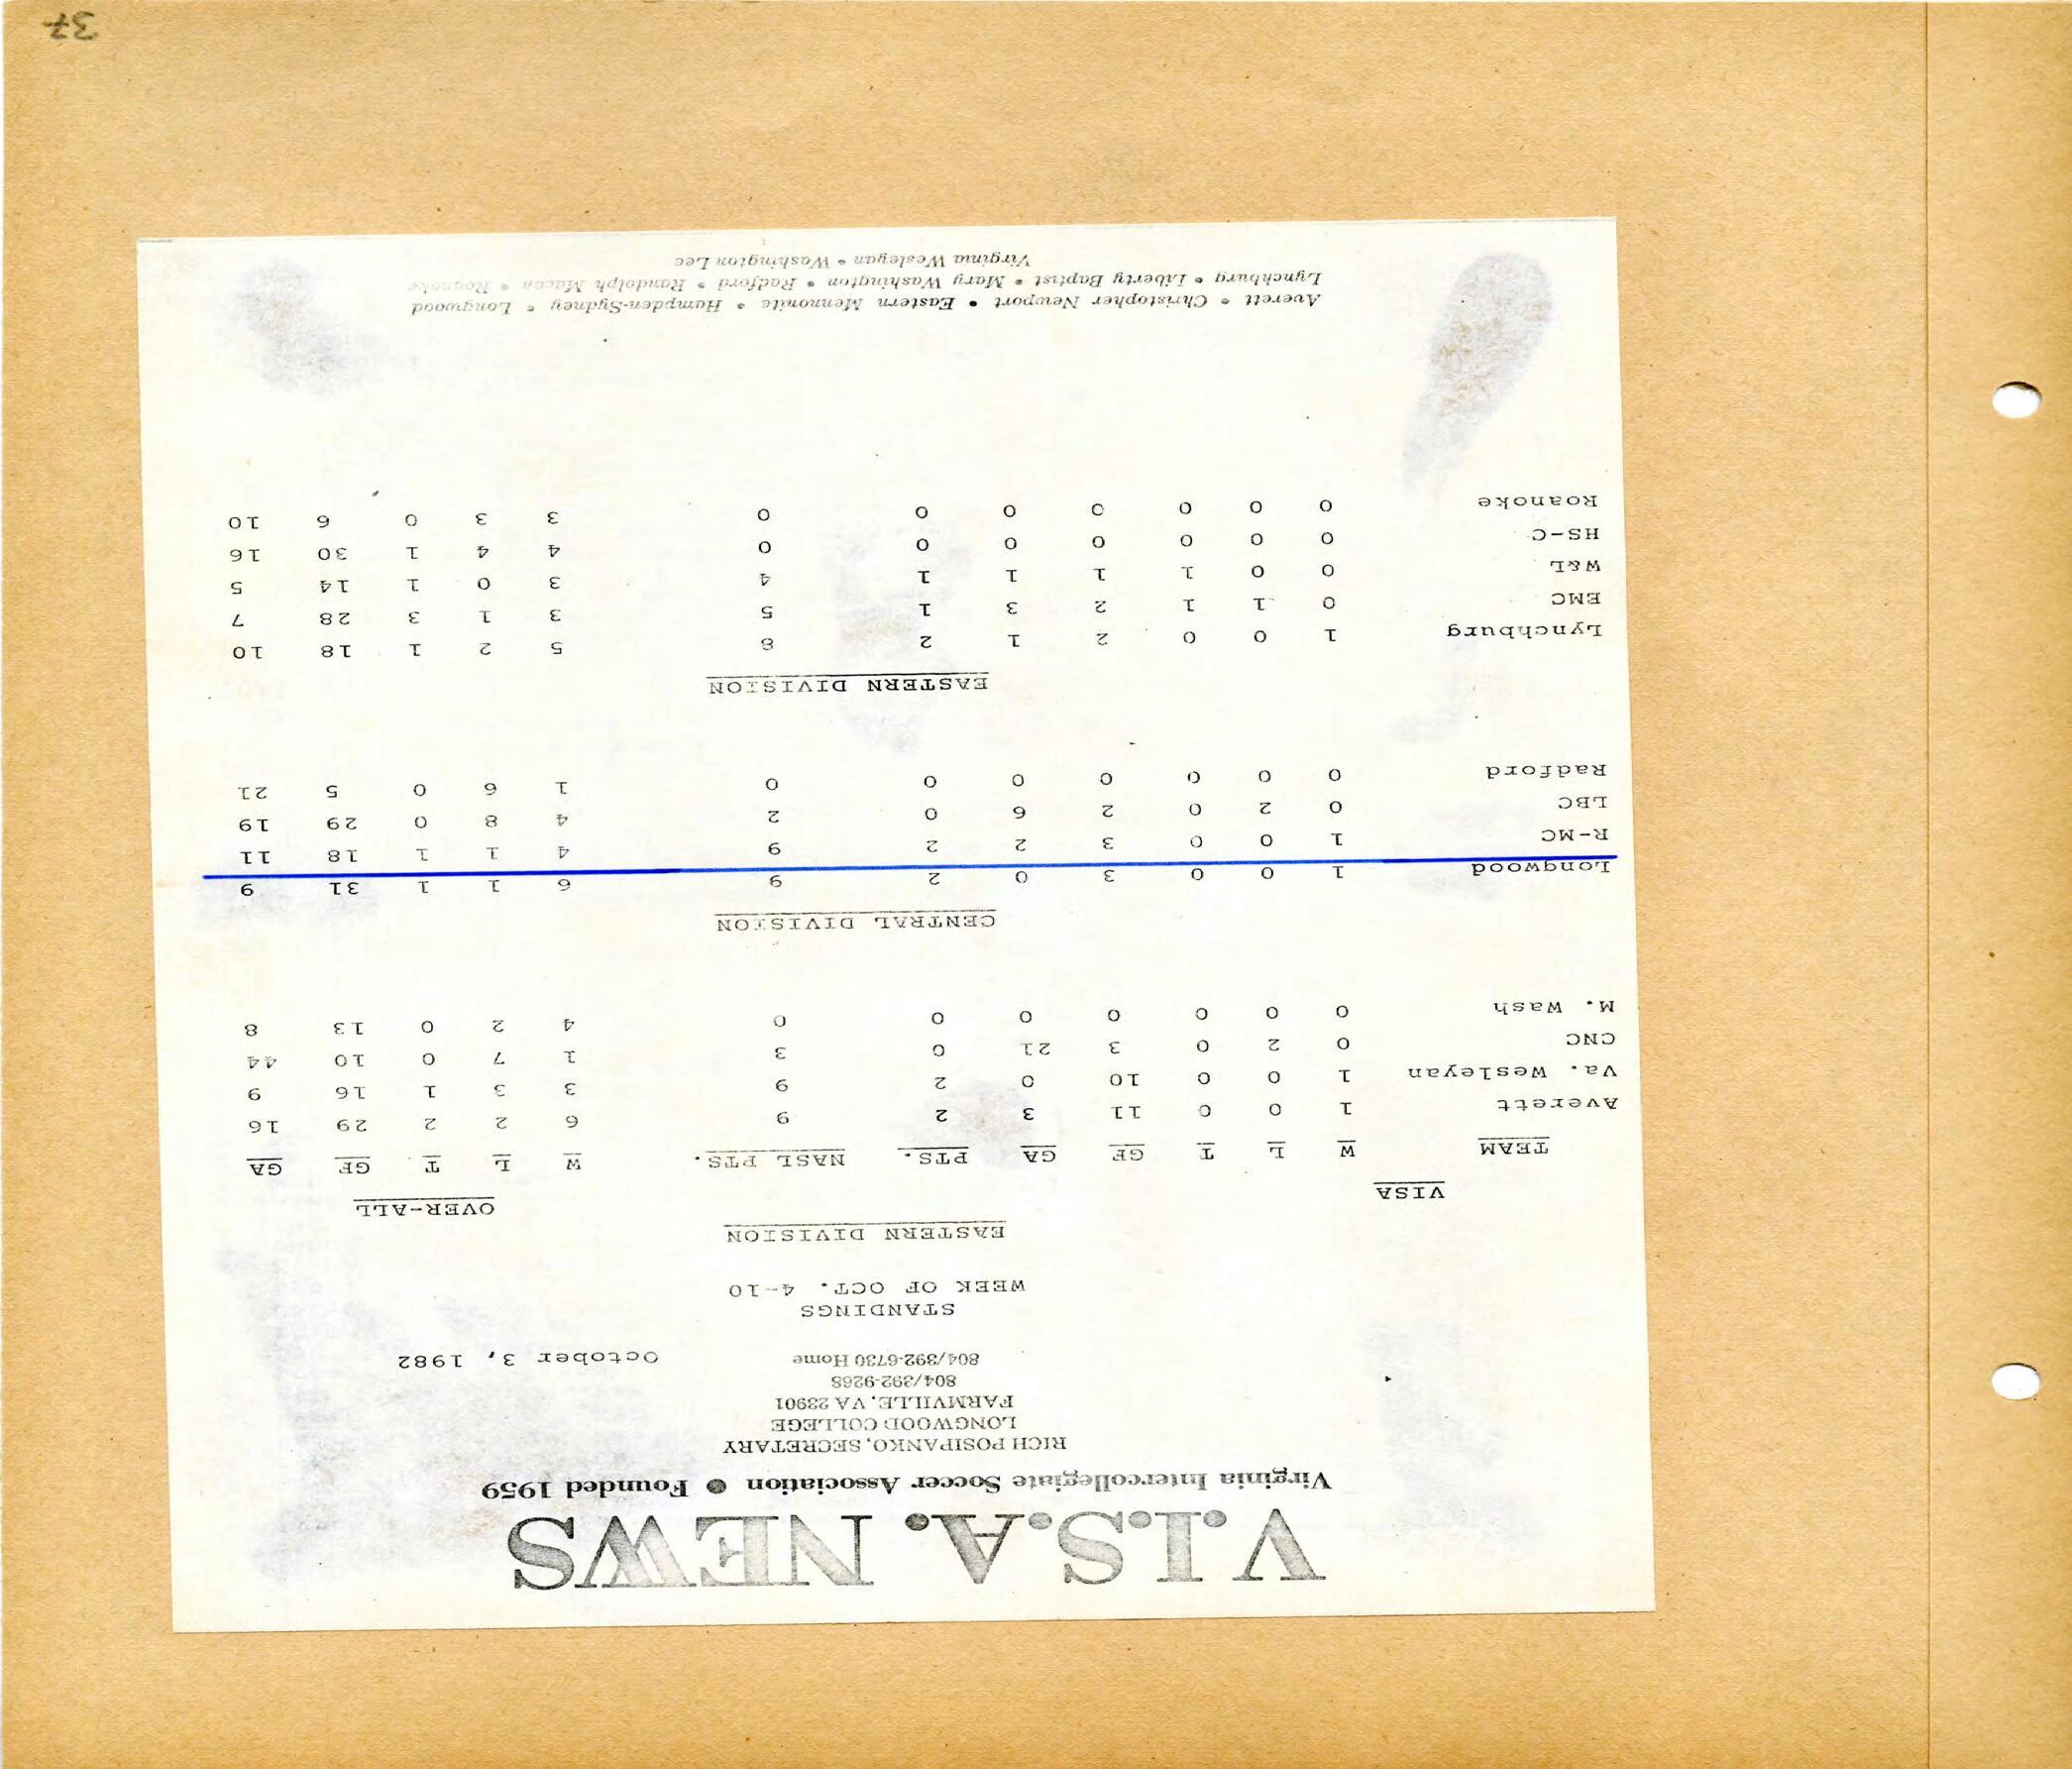 37
V.I.S.A. NEWS
Virginia Intercollegiate Soccer Association • Founded 1959
RICH POSIPANKO, SECRETARY
LONGWOOD COLLEGE
FARMVILLE, VA 23901
804/392-9268
804/392-6730 Home October 3, 1982
STANDINGS
WEEK OF OCT. 4-10
EASTERN DIVISION
VISA OVER-ALL
TEAM W L T GF GA PTS. NASL PTS. W L T GF GA
Averett 1 0 0 11 3 2 9 6 2 2 29 16
Va. Wesleyan 1 0 0 10 0 2 9 3 3 1 16 9
CNC 0 2 0 3 21 0 3 1 7 0 10 44
M. Wash 0 0 0 0 0 0 0 4 2 0 13 8
CENTRAL DIVISION
Longwood 1 0 0 3 0 2 9 6 1 1 31 9
R-MC 1 0 0 3 2 2 9 4 1 1 18 11
LBC 0 2 0 2 6 0 2 4 8 0 29 19
Radford 0 0 0 0 0 0 0 1 6 0 5 21
EASTERN DIVISION
Lynchburg 1 0 0 2 1 2 8 5 2 1 18 10
EMC 0 1 1 2 3 1 5 3 1 3 28 7
W&L 0 0 1 1 1 1 4 3 0 1 14 5
HS-C 0 0 0 0 0 0 0 4 4 1 30 16
Roanoke 0 0 0 0 0 0 0 3 3 0 6 10
Averett • Christopher Newport • Eastern Mennonite • Hampden-Sydney • Longwood
Lynchburg • Liberty Baptist • Mary Washington • Radford • Randolph Macon • Roanoke
Virginia Wesleyan • Washington Lee